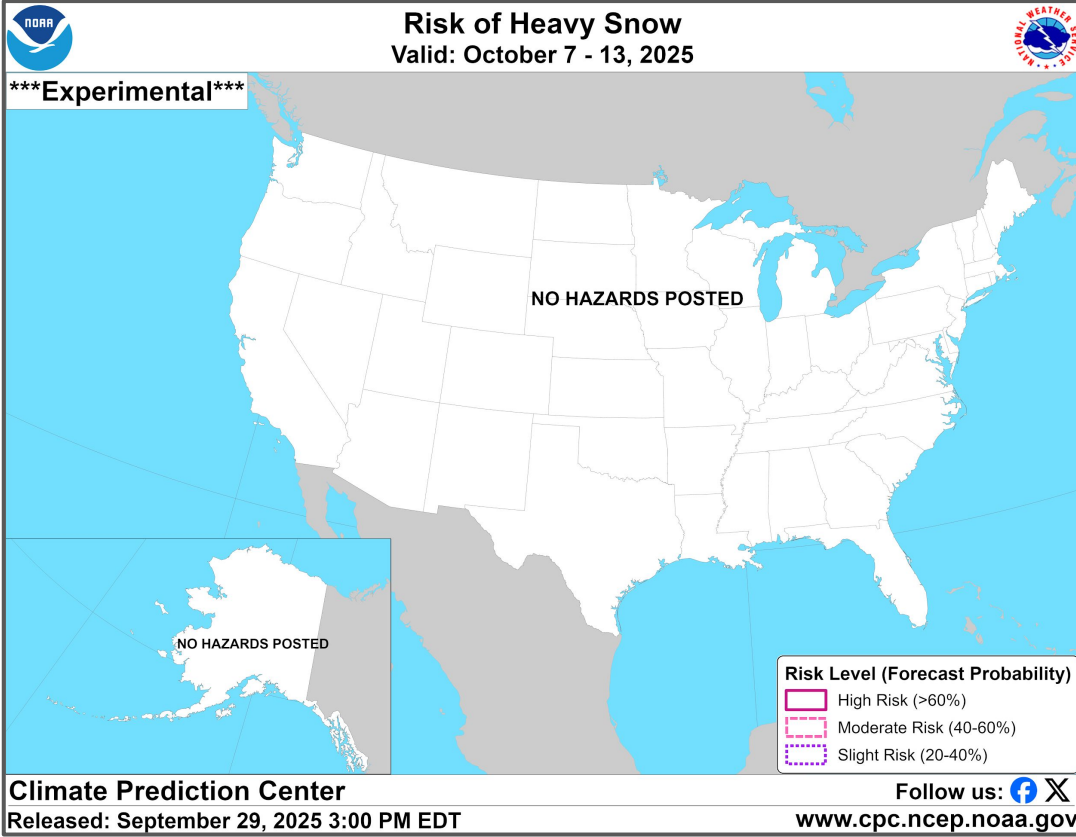 NOAA
Risk of Heavy Snow
Valid: October 7 - 13, 2025
NATIONAL WEATHER SERVICE
***Experimental***
NO HAZARDS POSTED
NO HAZARDS POSTED
Risk Level (Forecast Probability)
High Risk (>60%)
Moderate Risk (40-60%)
Slight Risk (20-40%)
Climate Prediction Center
Follow us:
Released: September 29, 2025 3:00 PM EDT
www.cpc.ncep.noaa.gov